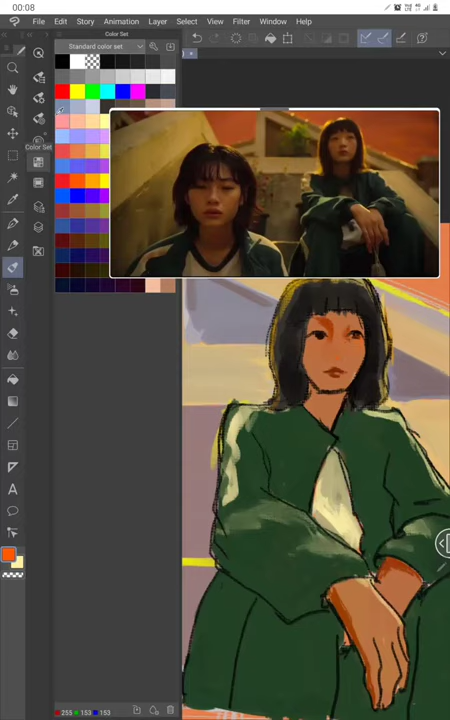 00:08
File Edit Story Animation Layer Select View Filter Window Help
Color Set
Standard color set
Color Set
255 153 153